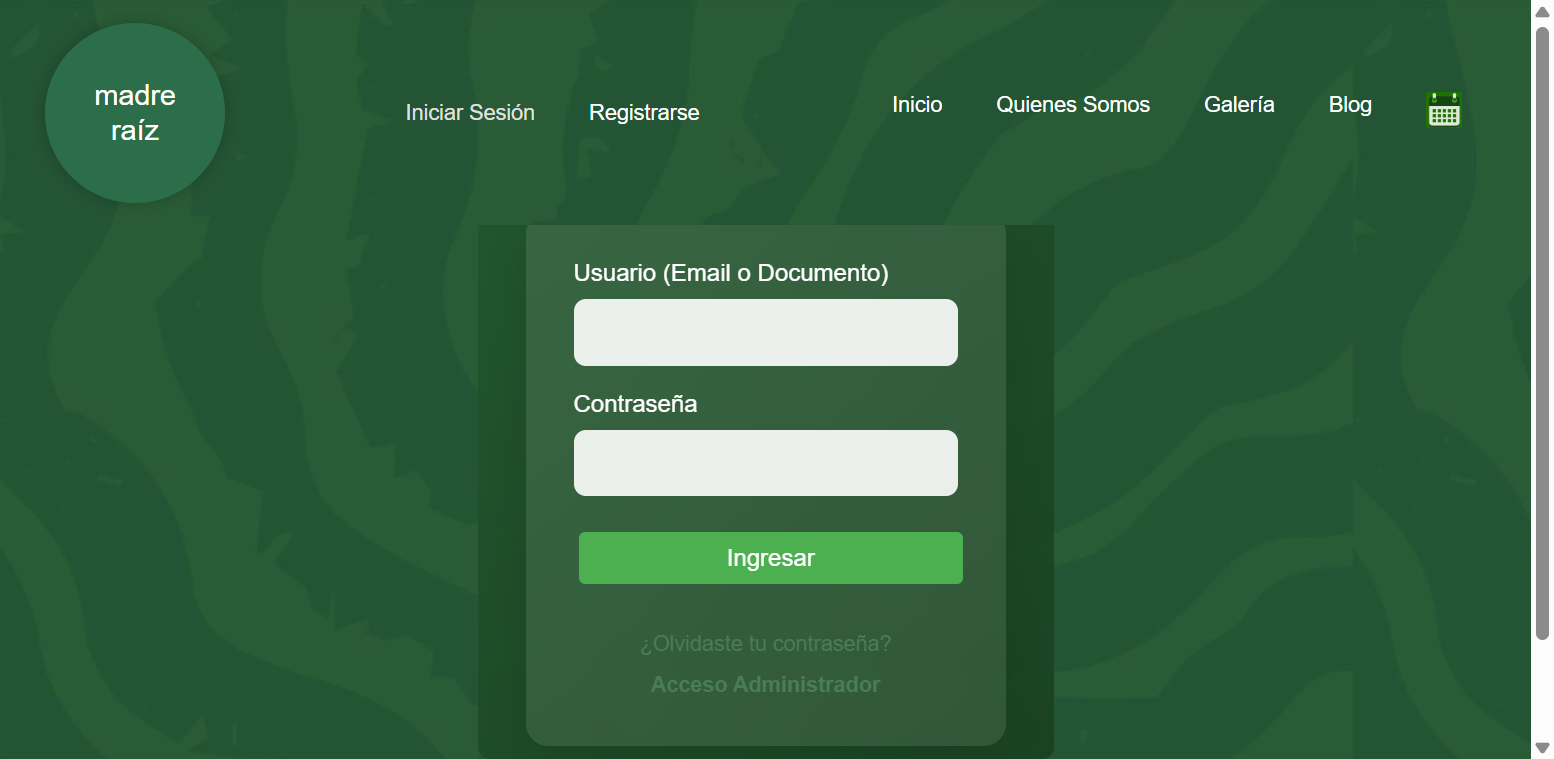 madre
raíz
Iniciar Sesión
Registrarse
Inicio
Quienes Somos
Galería
Blog
Usuario (Email o Documento)
Contraseña
Ingresar
¿Olvidaste tu contraseña?
Acceso Administrador